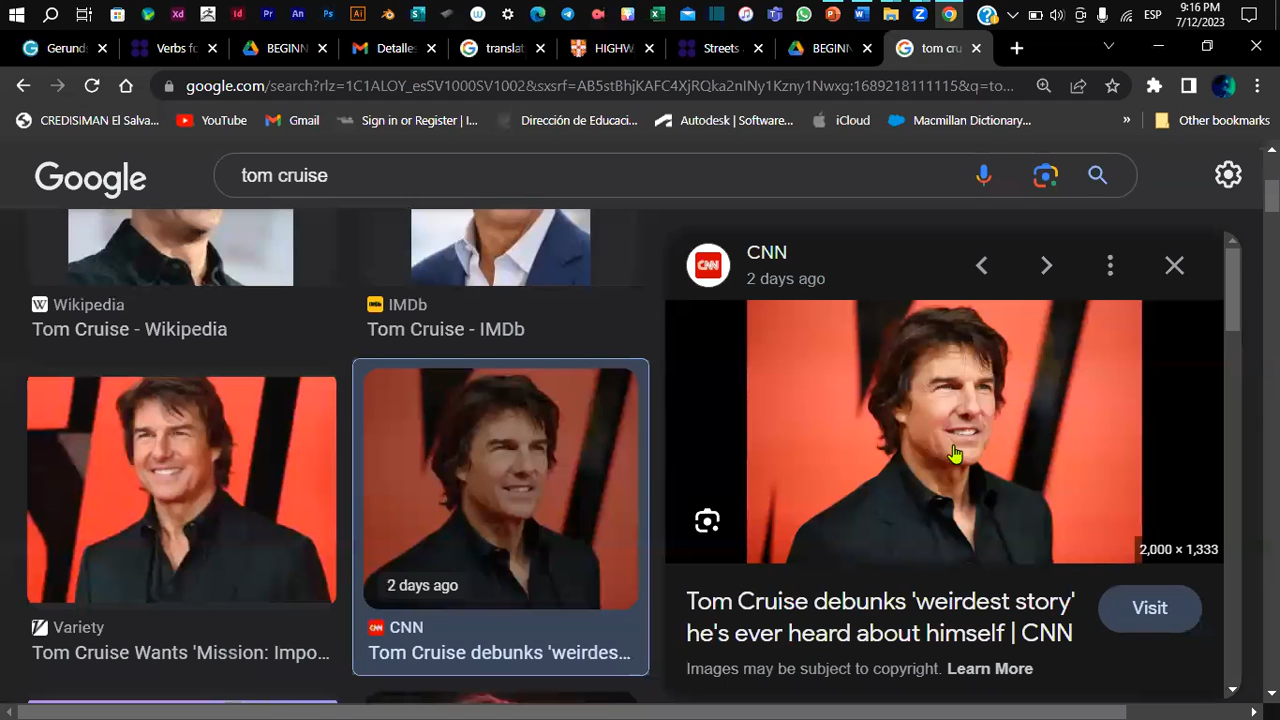 ESP
9:16 PM
7/12/2023
Gerund
Verbs fo
BEGINN
Detalles
translat
HIGHW
Streets
BEGINN
tom cru
google.com/search?rlz=1C1ALOY_esSV1000SV1002&sxsrf=AB5stBhjKAFC4XjRQka2nINy1Kzny1Nwxg:1689218111115&q=to...
CREDISIMAN El Salva...
YouTube
Gmail
Sign in or Register | I...
Dirección de Educaci...
Autodesk | Software...
iCloud
Macmillan Dictionary...
»
Other bookmarks
Google
tom cruise
CNN
2 days ago
Wikipedia
Tom Cruise - Wikipedia
IMDb
Tom Cruise - IMDb
2,000 × 1,333
2 days ago
Variety
Tom Cruise Wants 'Mission: Impo...
CNN
Tom Cruise debunks 'weirdes...
Tom Cruise debunks 'weirdest story'
he's ever heard about himself | CNN
Visit
Images may be subject to copyright. Learn More